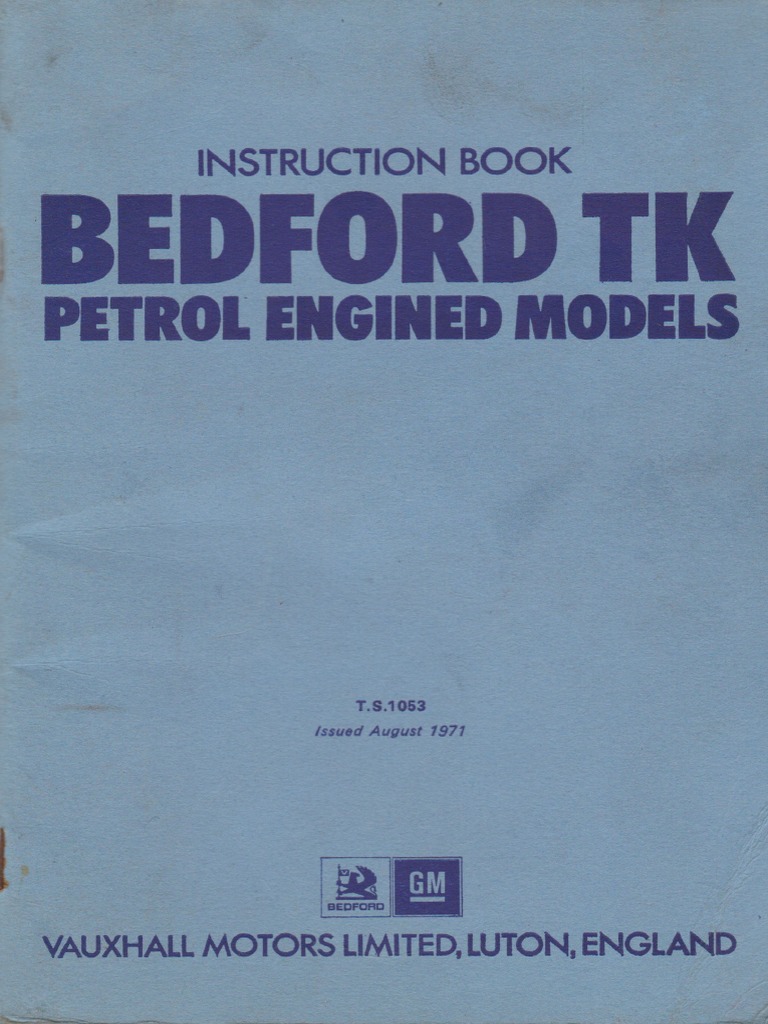 INSTRUCTION BOOK
BEDFORD TK
PETROL ENGINED MODELS
T.S.1053
Issued August 1971
BEDFORD
GM
VAUXHALL MOTORS LIMITED, LUTON, ENGLAND